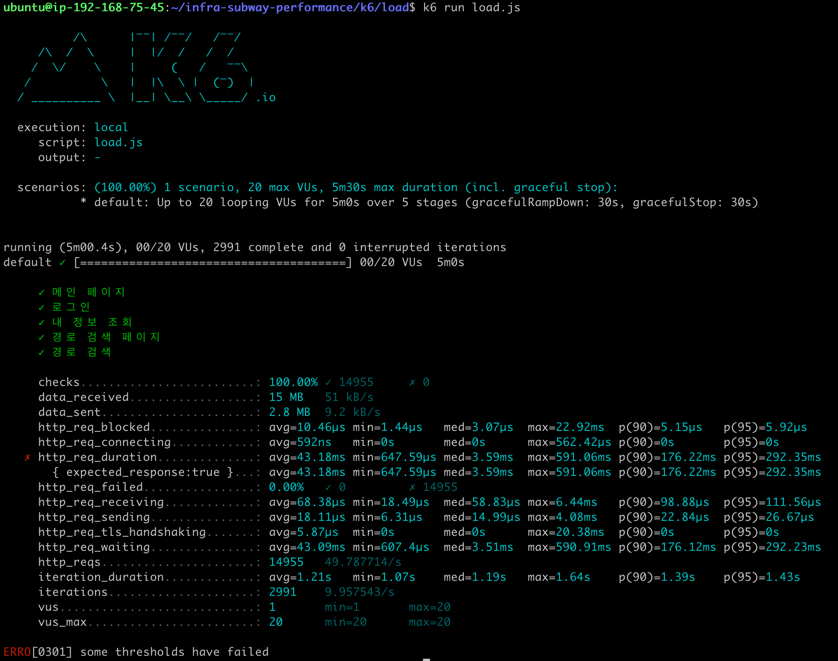 ubuntu@ip-192-168-75-45:~/infra-subway-performance/k6/load$ k6 run load.js
          /\      |‾‾| /‾‾/   /‾‾/
     /\  /  \     |  |/  /   /  /
    /  \/    \    |     (   /   ‾‾\
   /          \   |  |\  \ |  (‾)  |
  / __________ \  |__| \__\ \_____/ .io
execution: local
script: load.js
output: -
scenarios: (100.00%) 1 scenario, 20 max VUs, 5m30s max duration (incl. graceful stop):
* default: Up to 20 looping VUs for 5m0s over 5 stages (gracefulRampDown: 30s, gracefulStop: 30s)
running (5m00.4s), 00/20 VUs, 2991 complete and 0 interrupted iterations
default ✓ [======================================] 00/20 VUs  5m0s
✓ 메인 페이지
✓ 로그인
✓ 내 정보 조회
✓ 경로 검색 페이지
✓ 경로 검색
checks.........................: 100.00% ✓ 14955     ✗ 0
data_received..................: 15 MB   51 kB/s
data_sent......................: 2.8 MB  9.2 kB/s
http_req_blocked...............: avg=10.46µs min=1.44µs   med=3.07µs  max=22.92ms  p(90)=5.15µs   p(95)=5.92µs
http_req_connecting............: avg=592ns   min=0s       med=0s      max=562.42µs p(90)=0s       p(95)=0s
✗ http_req_duration..............: avg=43.18ms min=647.59µs med=3.59ms  max=591.06ms p(90)=176.22ms p(95)=292.35ms
{ expected_response:true }...: avg=43.18ms min=647.59µs med=3.59ms  max=591.06ms p(90)=176.22ms p(95)=292.35ms
http_req_failed................: 0.00%   ✓ 0         ✗ 14955
http_req_receiving.............: avg=68.38µs min=18.49µs  med=58.83µs max=6.44ms   p(90)=98.88µs  p(95)=111.56µs
http_req_sending...............: avg=18.11µs min=6.31µs   med=14.99µs max=4.08ms   p(90)=22.84µs  p(95)=26.67µs
http_req_tls_handshaking.......: avg=5.87µs  min=0s       med=0s      max=20.38ms  p(90)=0s       p(95)=0s
http_req_waiting...............: avg=43.09ms min=607.4µs  med=3.51ms  max=590.91ms p(90)=176.12ms p(95)=292.23ms
http_reqs......................: 14955   49.787714/s
iteration_duration.............: avg=1.21s   min=1.07s    med=1.19s   max=1.64s    p(90)=1.39s    p(95)=1.43s
iterations.....................: 2991    9.957543/s
vus............................: 1       min=1       max=20
vus_max........................: 20      min=20      max=20
ERRO[0301] some thresholds have failed